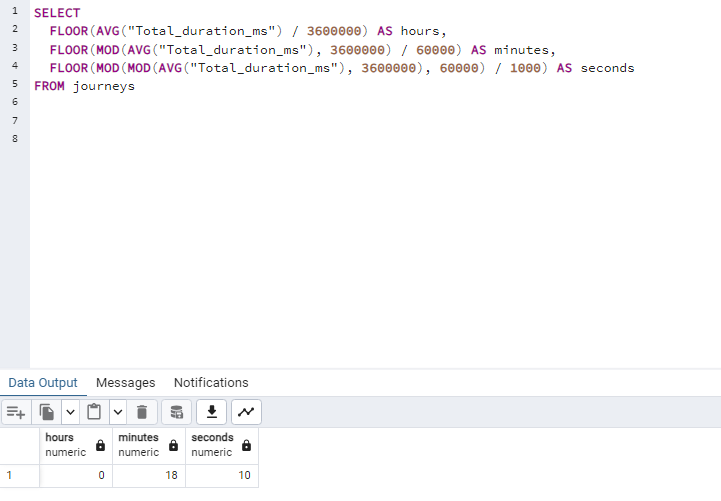 1 SELECT
2 FLOOR(AVG("Total_duration_ms") / 3600000) AS hours,
3 FLOOR(MOD(AVG("Total_duration_ms"), 3600000) / 60000) AS minutes,
4 FLOOR(MOD(MOD(AVG("Total_duration_ms"), 3600000), 60000) / 1000) AS seconds
5 FROM journeys
6
7
8
Data Output Messages Notifications
hours minutes seconds
numeric numeric numeric
1 0 18 10